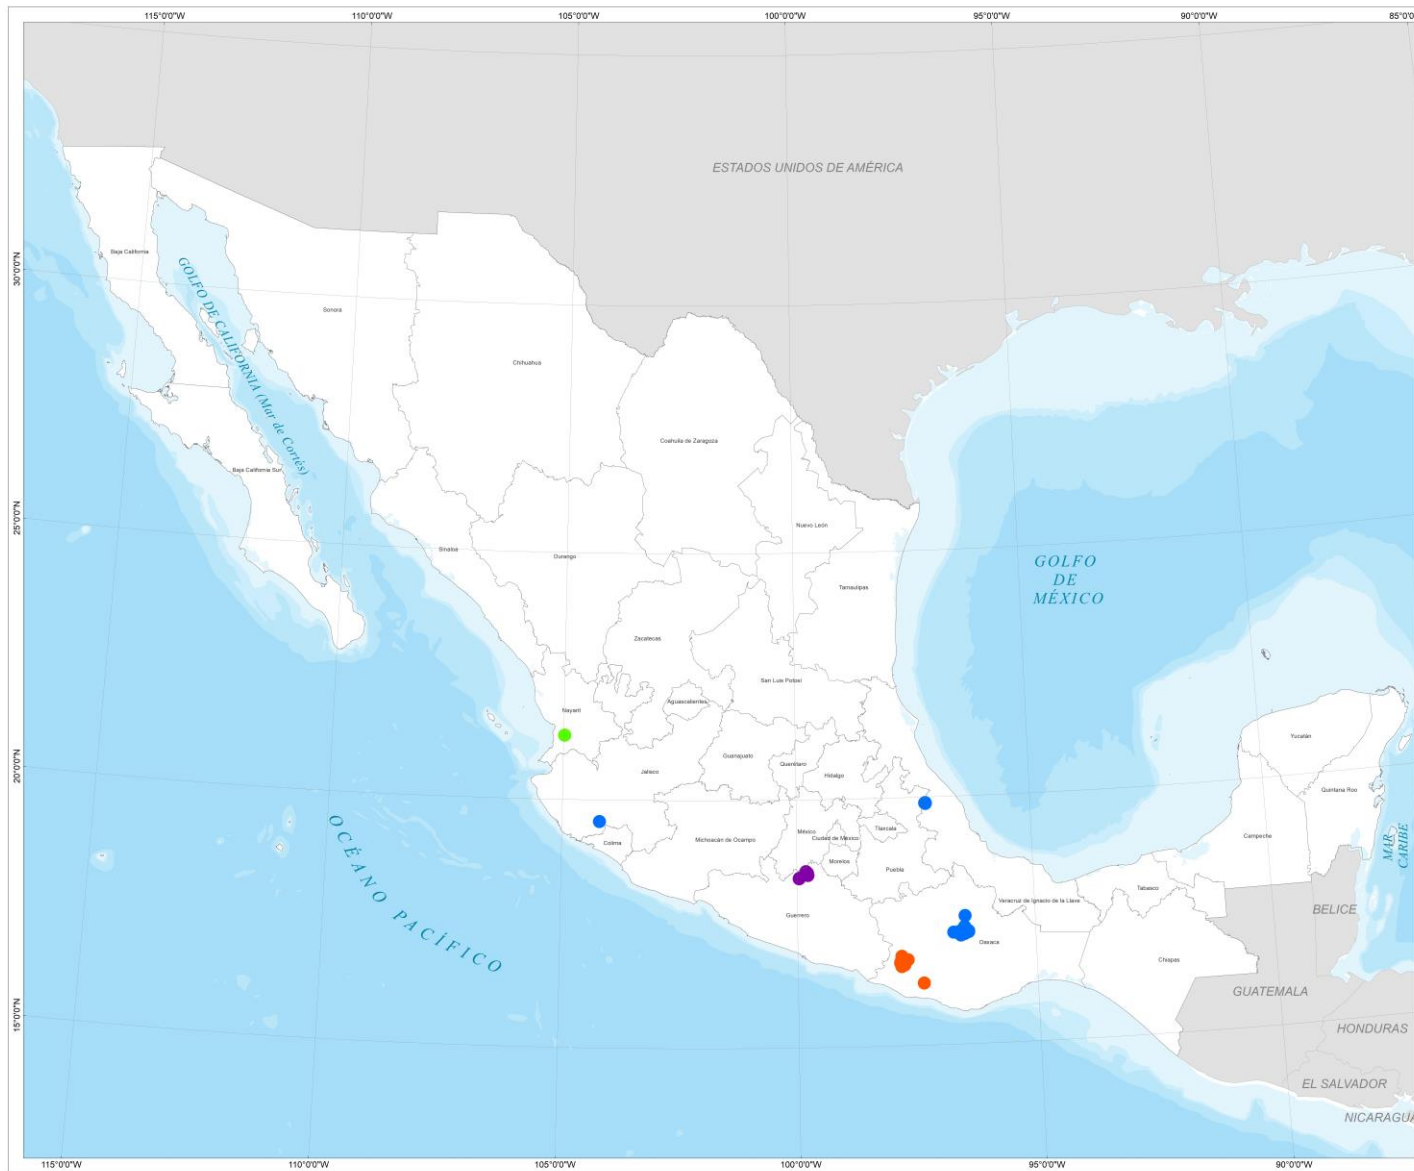 115°0'0"W 110°0'0"W 105°0'0"W 100°0'0"W 95°0'0"W 90°0'0"W 85°0'0"W
ESTADOS UNIDOS DE AMÉRICA
30°0'0"N
Baja California
GOLFO DE CALIFORNIA (Mar de Cortés)
Sonora
Chihuahua
Coahuila de Zaragoza
Baja California Sur
25°0'0"N
Nuevo León
Sinaloa
Durango
GOLFO
DE
MÉXICO
Tamaulipas
Zacatecas
San Luis Potosí
Aguascalientes
Nayarit
Yucatán
20°0'0"N
Guanajuato
Querétaro
Hidalgo
Jalisco
Quintana Roo
México
Ciudad de México
Tlaxcala
Michoacán de Ocampo
Colima
Campeche
MAR
CARIBE
Morelos
Puebla
Tabasco
Veracruz de Ignacio de la Llave
BELICE
Guerrero
OCÉANO PACÍFICO
Oaxaca
Chiapas
GUATEMALA
15°0'0"N
HONDURAS
EL SALVADOR
NICARAGUA
115°0'0"W 110°0'0"W 105°0'0"W 100°0'0"W 95°0'0"W 90°0'0"W